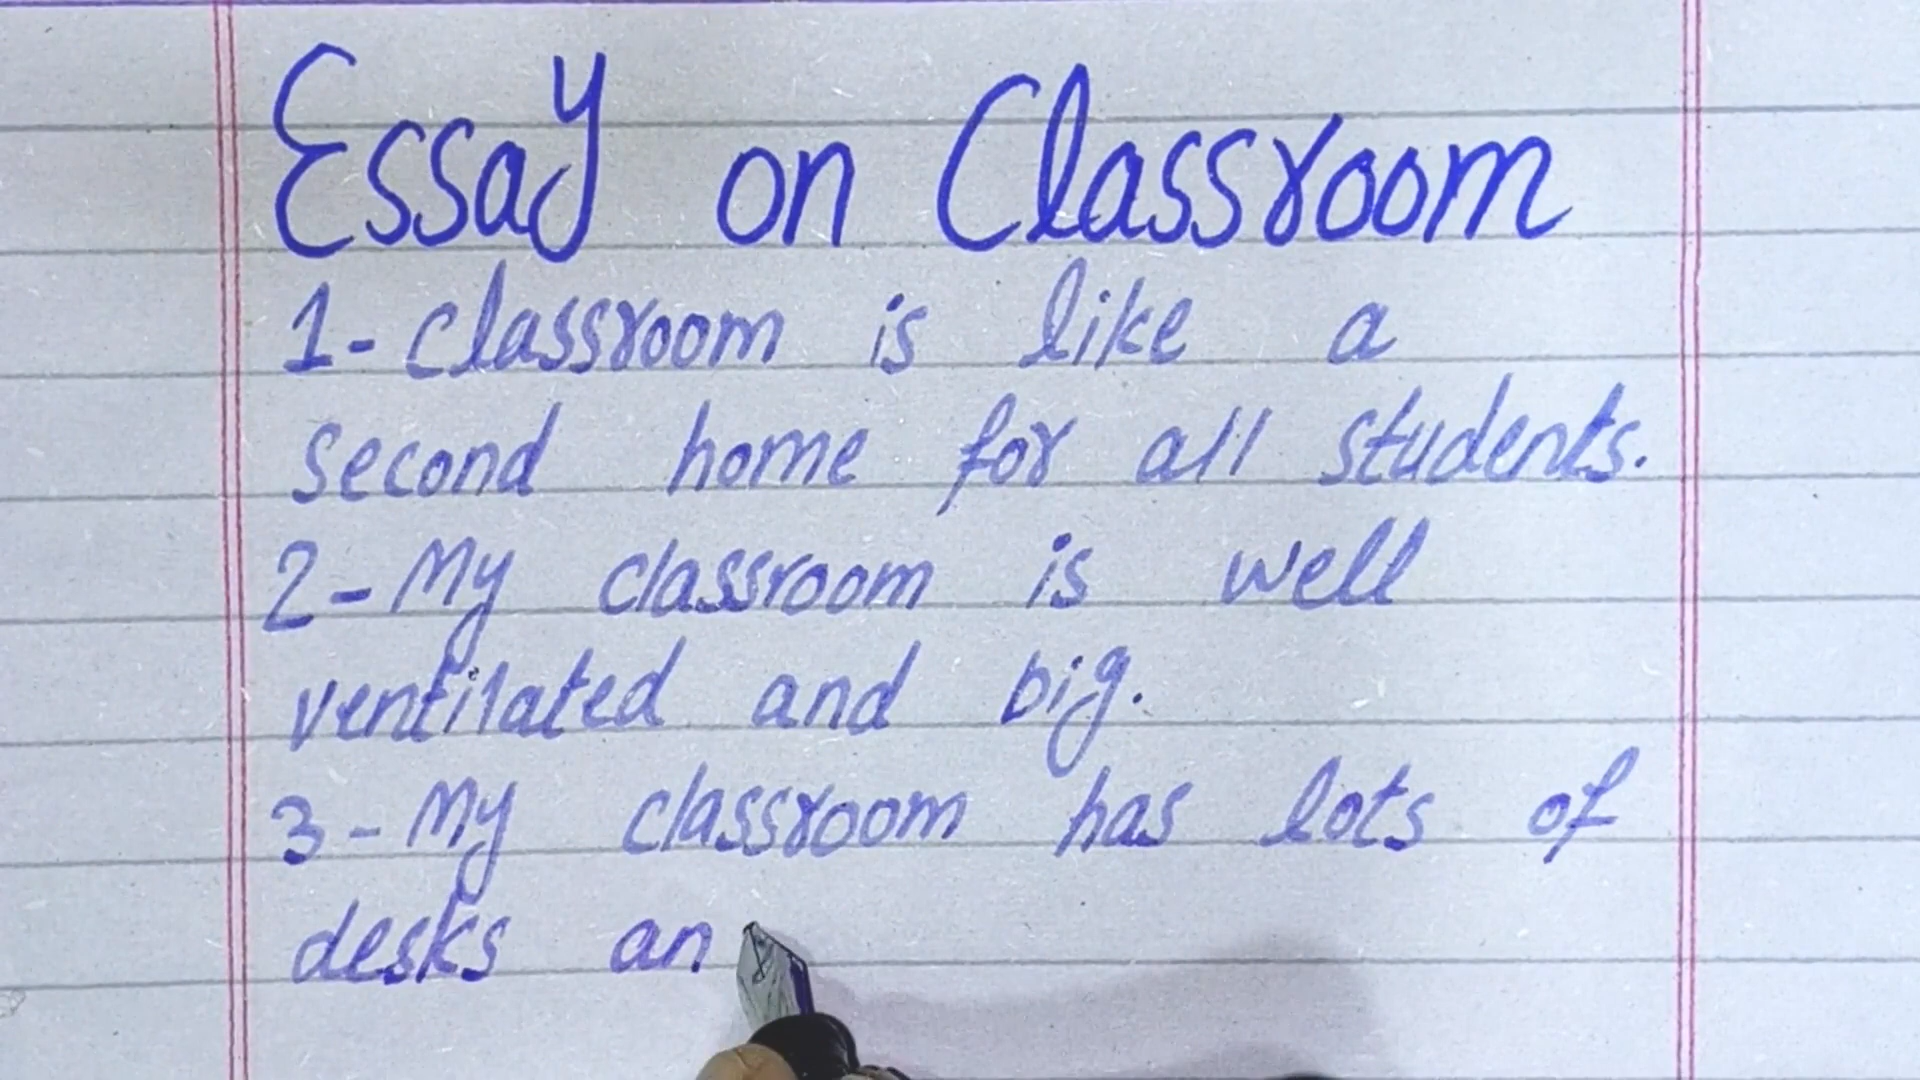 Essay on Classroom
1- classroom is like a
second home for all students.
2- My classroom is well
ventilated and big.
3- My classroom has lots of
desks an